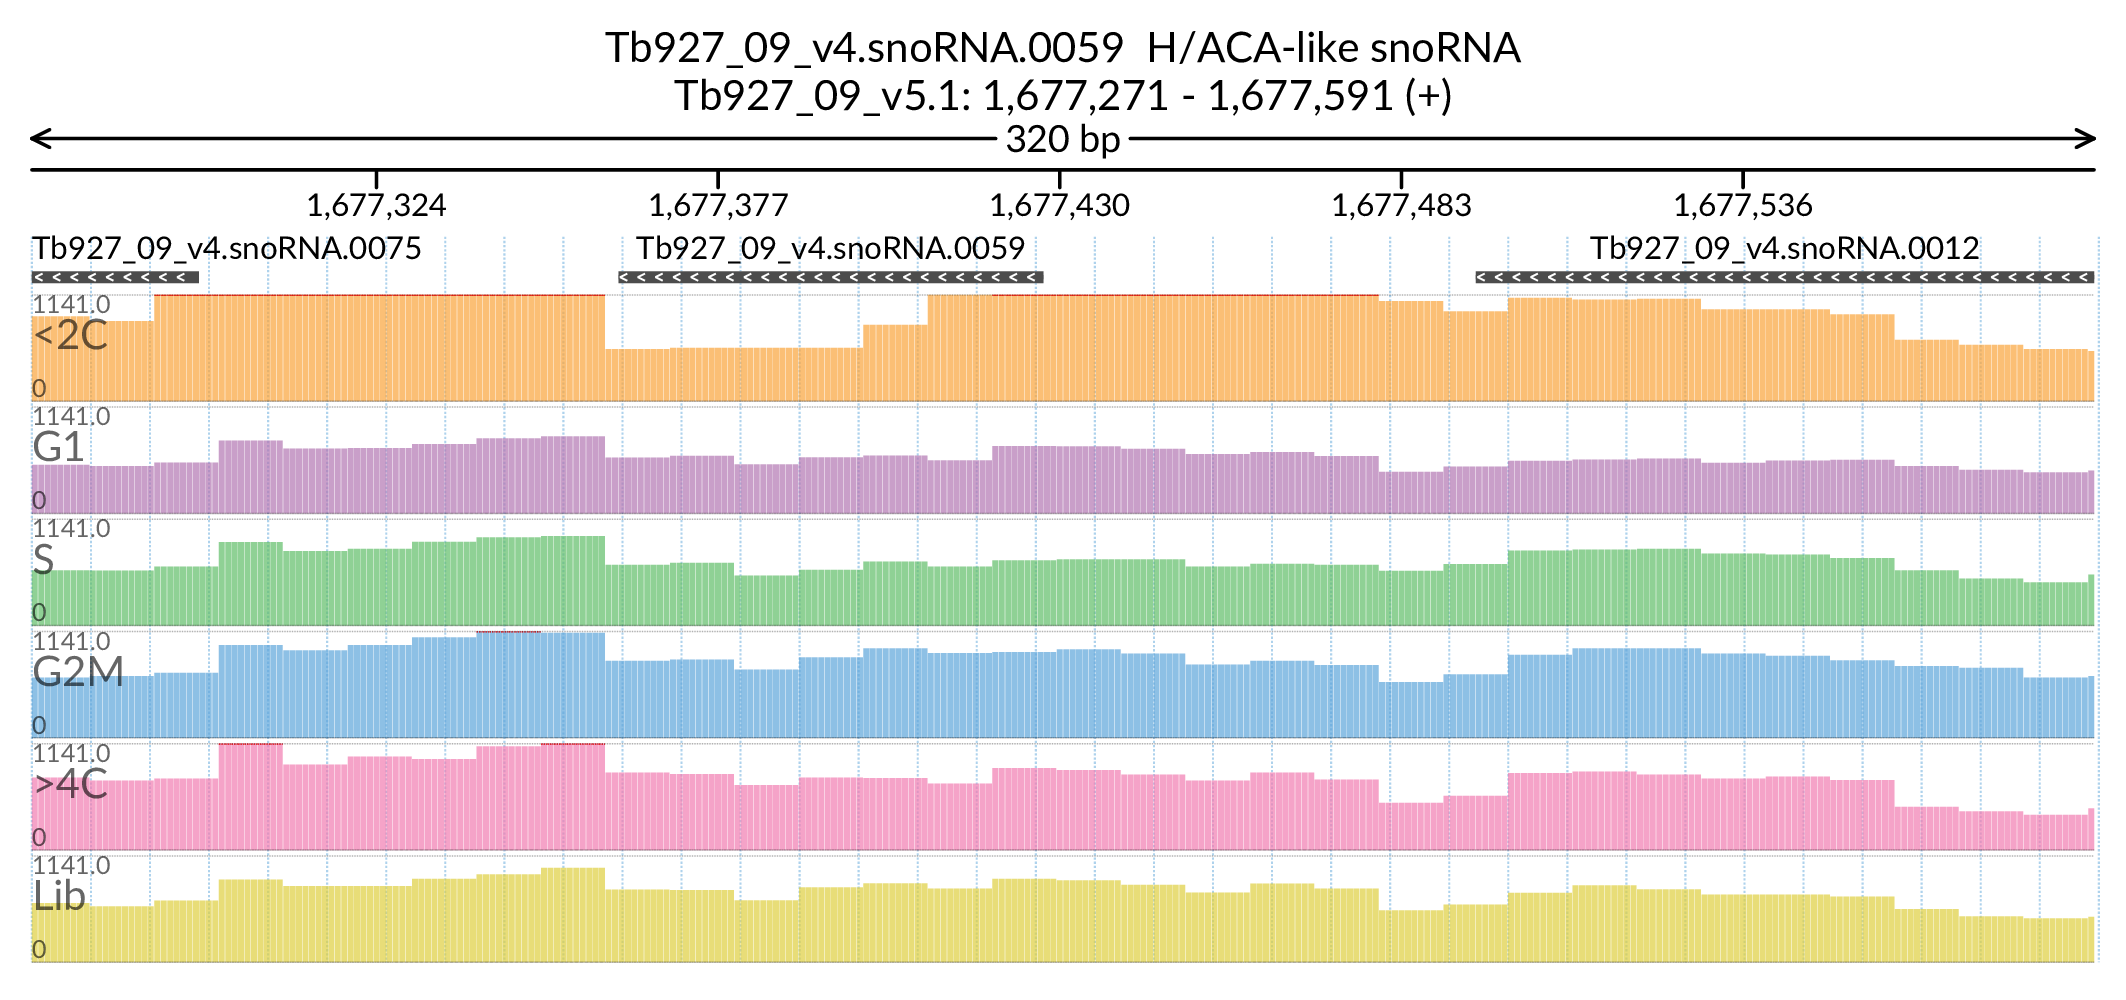 Tb927_09_v4.snoRNA.0059 H/ACA-like snoRNA
Tb927_09_v5.1: 1,677,271 - 1,677,591 (+)
320 bp
1,677,324 1,677,377 1,677,430 1,677,483 1,677,536
Tb927_09_v4.snoRNA.0075 Tb927_09_v4.snoRNA.0059 Tb927_09_v4.snoRNA.0012
1141.0
<2C
0
1141.0
G1
0
1141.0
S
0
1141.0
G2M
0
1141.0
>4C
0
1141.0
Lib
0